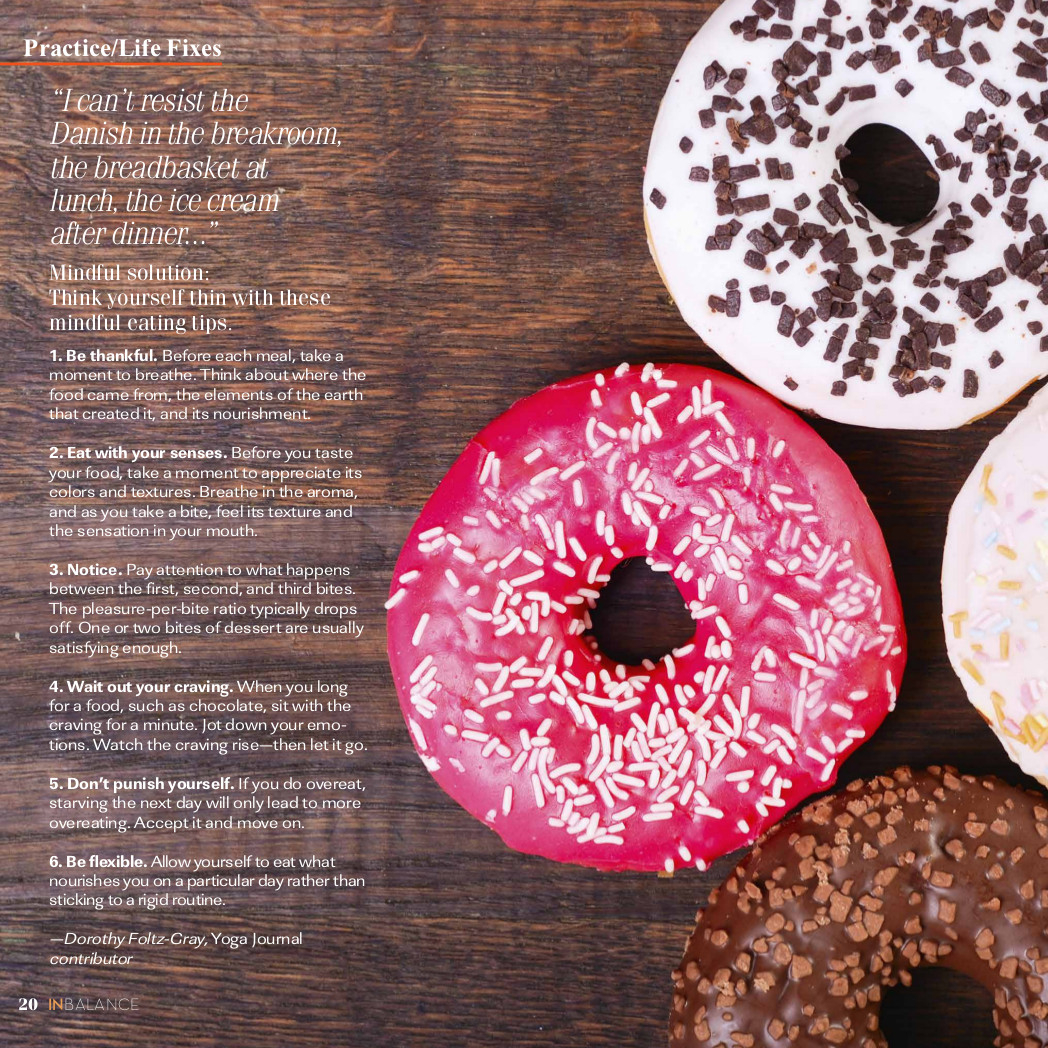 Practice/Life Fixes
“I can’t resist the
Danish in the breakroom,
the breadbasket at
lunch, the ice cream
after dinner…”
Mindful solution:
Think yourself thin with these
mindful eating tips.
1. Be thankful. Before each meal, take a
moment to breathe. Think about where the
food came from, the elements of the earth
that created it, and its nourishment.
2. Eat with your senses. Before you taste
your food, take a moment to appreciate its
colors and textures. Breathe in the aroma,
and as you take a bite, feel its texture and
the sensation in your mouth.
3. Notice. Pay attention to what happens
between the first, second, and third bites.
The pleasure-per-bite ratio typically drops
off. One or two bites of dessert are usually
satisfying enough.
4. Wait out your craving. When you long
for a food, such as chocolate, sit with the
craving for a minute. Jot down your emo-
tions. Watch the craving rise—then let it go.
5. Don’t punish yourself. If you do overeat,
starving the next day will only lead to more
overeating. Accept it and move on.
6. Be flexible. Allow yourself to eat what
nourishes you on a particular day rather than
sticking to a rigid routine.
—Dorothy Foltz-Gray, Yoga Journal
contributor
20 INBALANCE